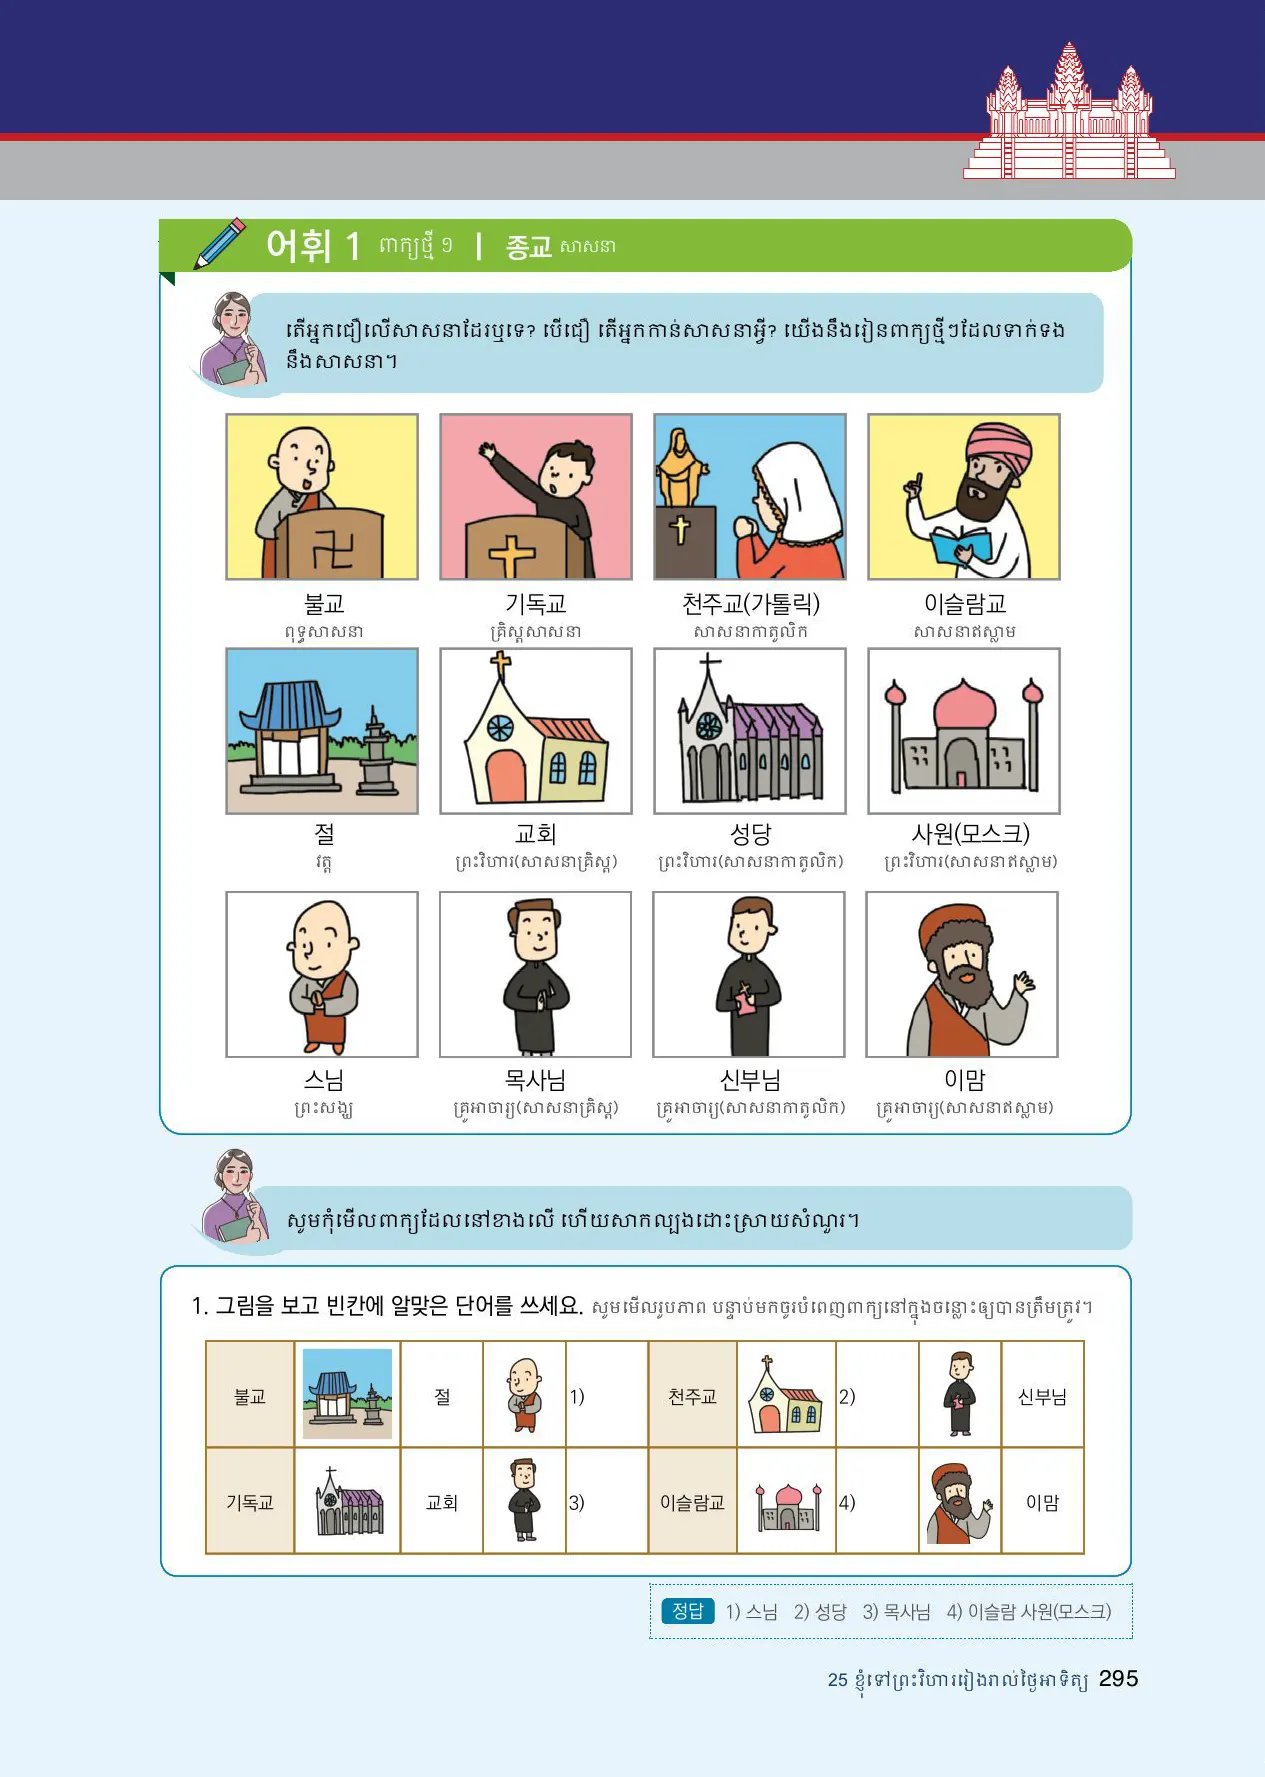 어휘 1 ពាក្យថ្មី ១ | 종교 សាសនា
តើអ្នកជឿលើសាសនាដែរឬទេ? បើជឿ តើអ្នកកាន់សាសនាអ្វី? យើងនឹងរៀនពាក្យថ្មីៗដែលទាក់ទង
នឹងសាសនា។
불교 기독교 천주교(가톨릭) 이슬람교
ពុទ្ធសាសនា គ្រិស្តសាសនា សាសនាកាតូលិក សាសនាឥស្លាម
절 교회 성당 사원(모스크)
វត្ត ព្រះវិហារ(សាសនាគ្រិស្ត) ព្រះវិហារ(សាសនាកាតូលិក) ព្រះវិហារ(សាសនាឥស្លាម)
스님 목사님 신부님 이맘
ព្រះសង្ឃ គ្រូអាចារ្យ(សាសនាគ្រិស្ត) គ្រូអាចារ្យ(សាសនាកាតូលិក) គ្រូអាចារ្យ(សាសនាឥស្លាម)
សូមកុំមើលពាក្យដែលនៅខាងលើ ហើយសាកល្បងដោះស្រាយសំណួរ។
1. 그림을 보고 빈칸에 알맞은 단어를 쓰세요. សូមមើលរូបភាព បន្ទាប់មកចូរបំពេញពាក្យនៅក្នុងចន្លោះឲ្យបានត្រឹមត្រូវ។
불교 절 1) 천주교 2) 신부님
기독교 교회 3) 이슬람교 4) 이맘
정답 1) 스님 2) 성당 3) 목사님 4) 이슬람 사원(모스크)
25 ខ្ញុំទៅព្រះវិហាររៀងរាល់ថ្ងៃអាទិត្យ 295